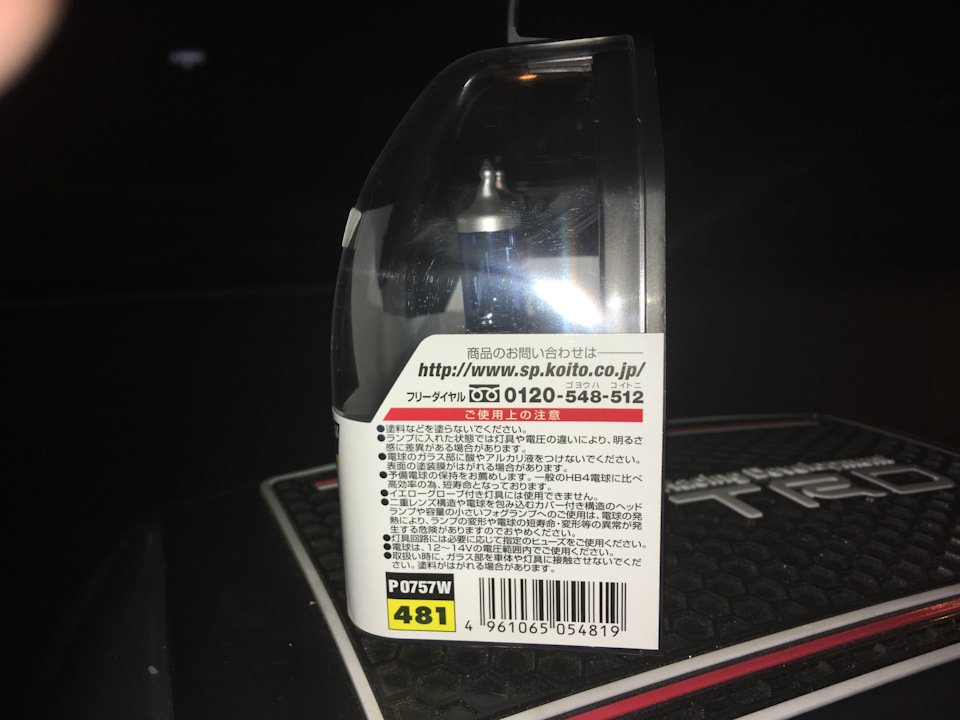 商品のお問い合わせは
http://www.sp.koito.co.jp/
ゴヨウハ コイトニ
フリーダイヤル 0120-548-512
ご使用上の注意
●塗料などを塗らないでください。
●ランプに入れた状態では灯具や電圧の違いにより、明るさ
感に差異がある場合があります。
●電球のガラス部に酸やアルカリ液をつけないでください。
表面の塗装膜がはがれる場合があります。
●予備電球の保持をお薦めします。一般のHB4電球に比べ
高効率の為、短寿命となっております。
●イエローグローブ付き灯具には使用できません。
●二重レンズ構造や電球を包み込むカバー付き構造のヘッド
ランプや容量の小さいフォグランプへのご使用は、電球の発
熱により、ランプの変形や電球の短寿命・変形等の異常が発
生する危険がありますのでおやめください。
●灯具回路には必要に応じて指定のヒューズをご使用ください。
●電球は、12〜14Vの電圧範囲内でご使用ください。
●取扱い時に、ガラス部を車体や灯具に接触させないでくだ
さい。塗料がはがれる場合があります。
P0757W
481
4 961065 054819
TRD